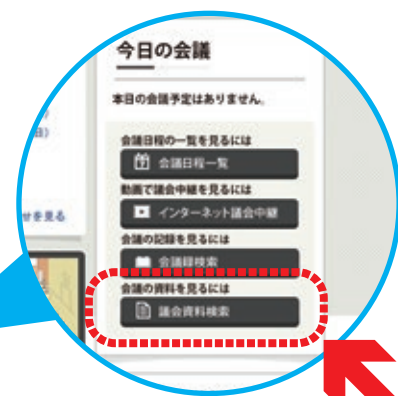 今日の会議
本日の会議予定はありません。
会議日程の一覧を見るには
会議日程一覧
動画で議会中継を見るには
インターネット議会中継
会議の記録を見るには
会議録検索
会議の資料を見るには
議会資料検索
せを見る